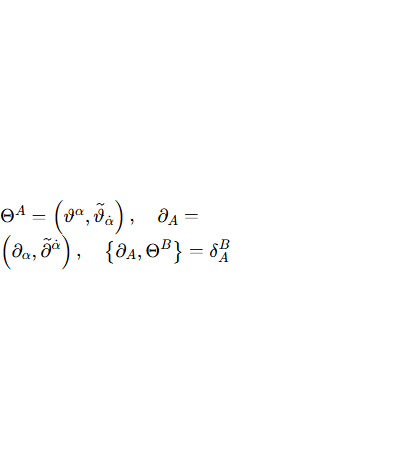 Θ^A = (ϑ^α, ϑ̃_α̇), ∂_A =
(∂_α, ∂̃^α̇), {∂_A, Θ^B} = δ_A^B